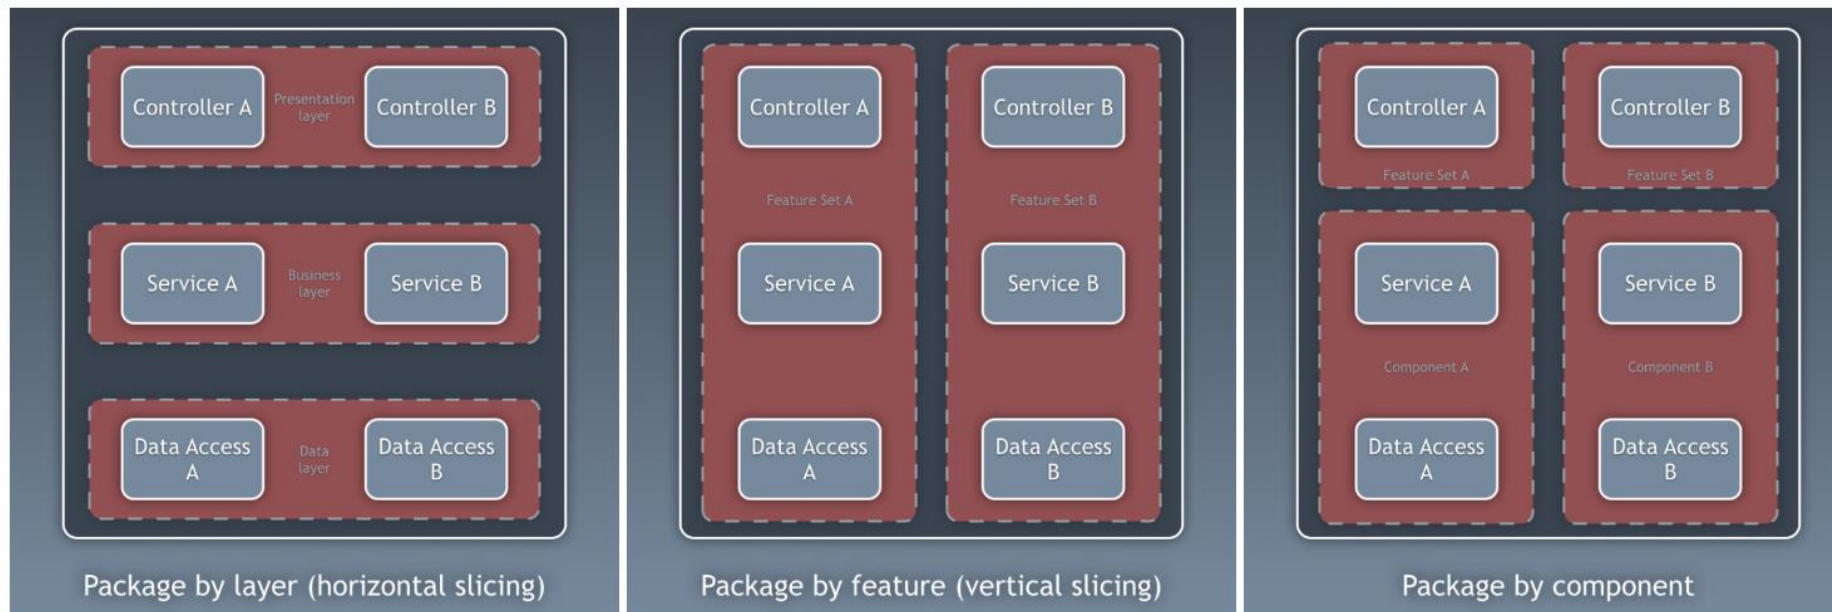 Controller A
Presentation
layer
Controller B
Service A
Business
layer
Service B
Data Access
A
Data
layer
Data Access
B
Package by layer (horizontal slicing)
Controller A
Controller B
Feature Set A
Feature Set B
Service A
Service B
Data Access
A
Data Access
B
Package by feature (vertical slicing)
Controller A
Controller B
Feature Set A
Feature Set B
Service A
Service B
Component A
Component B
Data Access
A
Data Access
B
Package by component